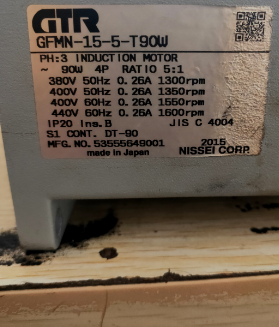 GTR
GFMN-15-5-T90W
PH:3 INDUCTION MOTOR
~ 90W 4P RATIO 5:1
380V 50Hz 0.26A 1300rpm
400V 50Hz 0.26A 1350rpm
400V 60Hz 0.26A 1550rpm
440V 60Hz 0.26A 1600rpm
IP20 Ins.B JIS C 4004
S1 CONT. DT-90
MFG.NO.53555649001 2015
made in Japan NISSEI CORP.